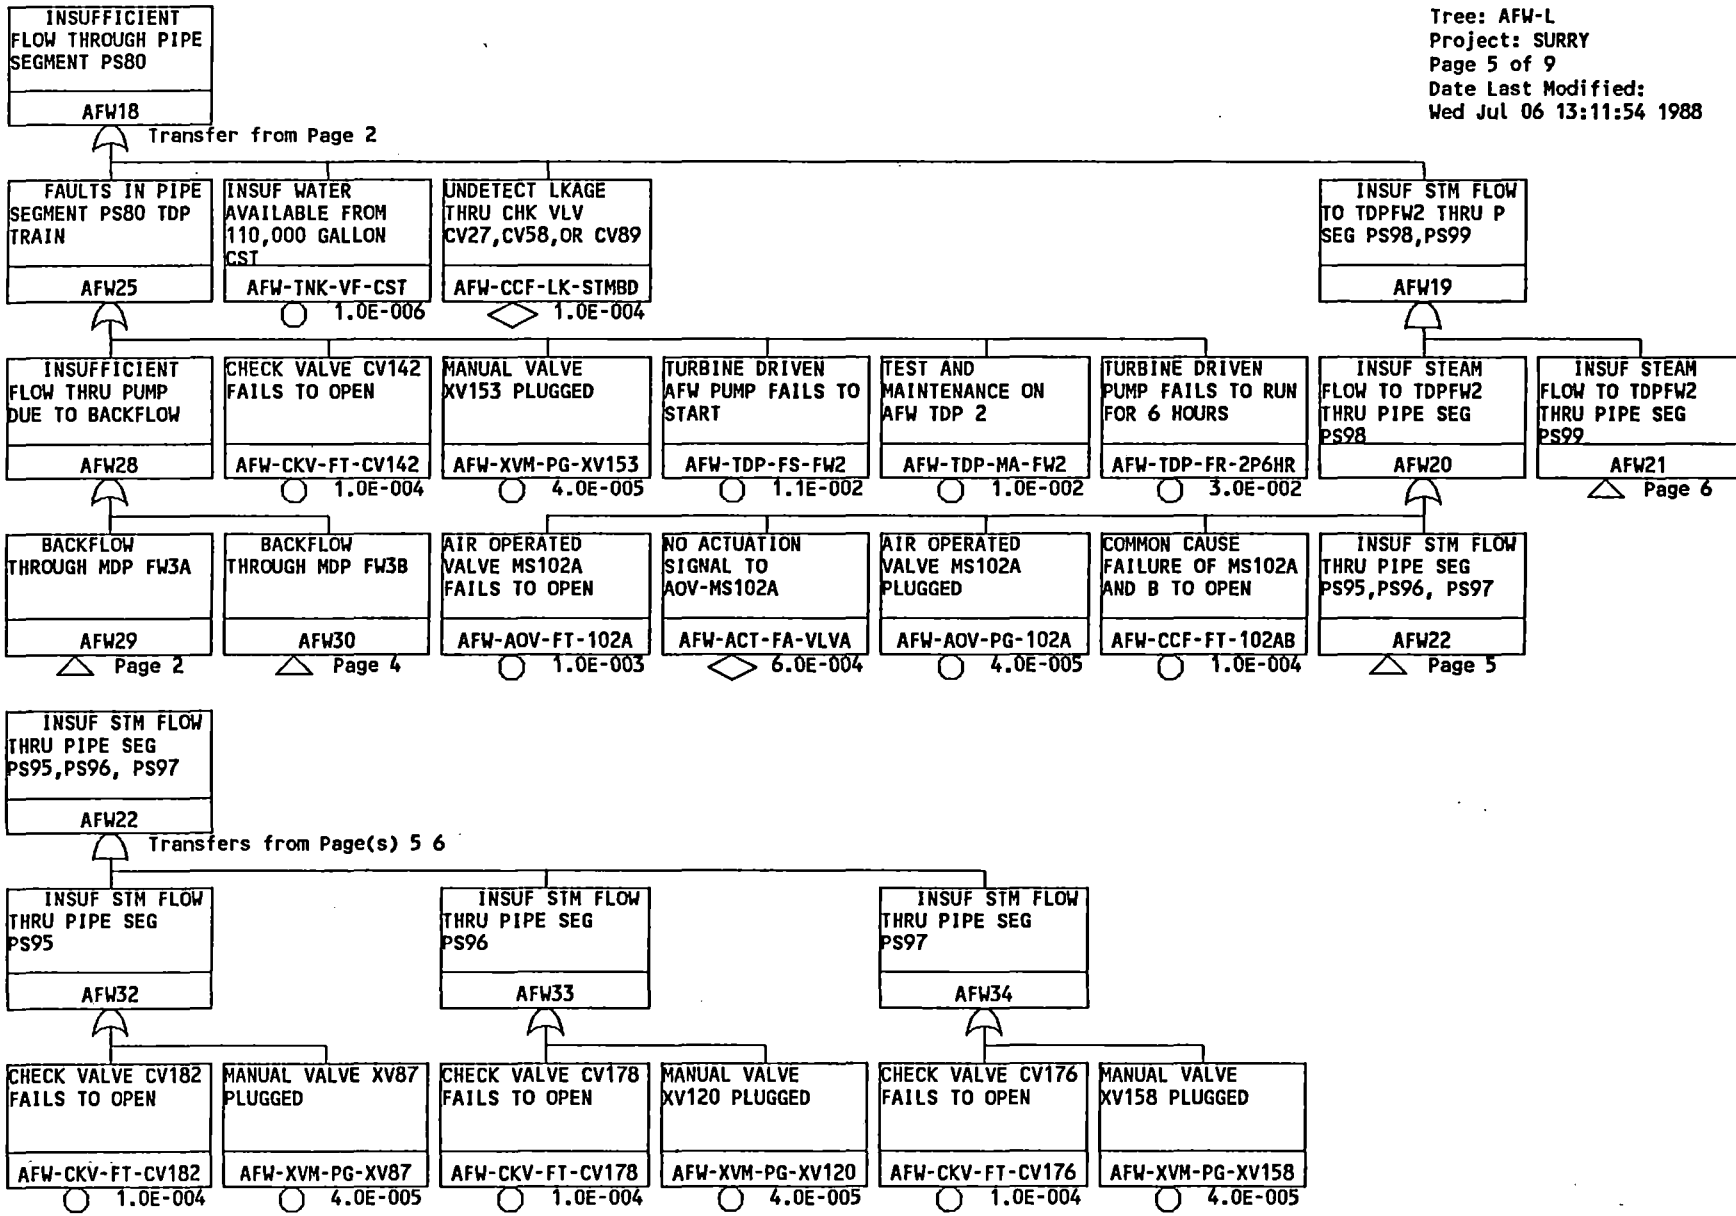 Tree: AFW-L
Project: SURRY
Page 5 of 9
Date Last Modified:
Wed Jul 06 13:11:54 1988
INSUFFICIENT
FLOW THROUGH PIPE
SEGMENT PS80
AFW18
Transfer from Page 2
FAULTS IN PIPE
SEGMENT PS80 TDP
TRAIN
AFW25
INSUF WATER
AVAILABLE FROM
110,000 GALLON
CST
AFW-TNK-VF-CST
1.0E-006
UNDETECT LKAGE
THRU CHK VLV
CV27,CV58,OR CV89
AFW-CCF-LK-STMBD
1.0E-004
INSUF STM FLOW
TO TDPFW2 THRU P
SEG PS98,PS99
AFW19
INSUFFICIENT
FLOW THRU PUMP
DUE TO BACKFLOW
AFW28
CHECK VALVE CV142
FAILS TO OPEN
AFW-CKV-FT-CV142
1.0E-004
MANUAL VALVE
XV153 PLUGGED
AFW-XVM-PG-XV153
4.0E-005
TURBINE DRIVEN
AFW PUMP FAILS TO
START
AFW-TDP-FS-FW2
1.1E-002
TEST AND
MAINTENANCE ON
AFW TDP 2
AFW-TDP-MA-FW2
1.0E-002
TURBINE DRIVEN
PUMP FAILS TO RUN
FOR 6 HOURS
AFW-TDP-FR-2P6HR
3.0E-002
INSUF STEAM
FLOW TO TDPFW2
THRU PIPE SEG
PS98
AFW20
INSUF STEAM
FLOW TO TDPFW2
THRU PIPE SEG
PS99
AFW21
Page 6
BACKFLOW
THROUGH MDP FW3A
AFW29
Page 2
BACKFLOW
THROUGH MDP FW3B
AFW30
Page 4
AIR OPERATED
VALVE MS102A
FAILS TO OPEN
AFW-AOV-FT-102A
1.0E-003
NO ACTUATION
SIGNAL TO
AOV-MS102A
AFW-ACT-FA-VLVA
6.0E-004
AIR OPERATED
VALVE MS102A
PLUGGED
AFW-AOV-PG-102A
4.0E-005
COMMON CAUSE
FAILURE OF MS102A
AND B TO OPEN
AFW-CCF-FT-102AB
1.0E-004
INSUF STM FLOW
THRU PIPE SEG
PS95,PS96, PS97
AFW22
Page 5
INSUF STM FLOW
THRU PIPE SEG
PS95,PS96, PS97
AFW22
Transfers from Page(s) 5 6
INSUF STM FLOW
THRU PIPE SEG
PS95
AFW32
INSUF STM FLOW
THRU PIPE SEG
PS96
AFW33
INSUF STM FLOW
THRU PIPE SEG
PS97
AFW34
CHECK VALVE CV182
FAILS TO OPEN
AFW-CKV-FT-CV182
1.0E-004
MANUAL VALVE XV87
PLUGGED
AFW-XVM-PG-XV87
4.0E-005
CHECK VALVE CV178
FAILS TO OPEN
AFW-CKV-FT-CV178
1.0E-004
MANUAL VALVE
XV120 PLUGGED
AFW-XVM-PG-XV120
4.0E-005
CHECK VALVE CV176
FAILS TO OPEN
AFW-CKV-FT-CV176
1.0E-004
MANUAL VALVE
XV158 PLUGGED
AFW-XVM-PG-XV158
4.0E-005